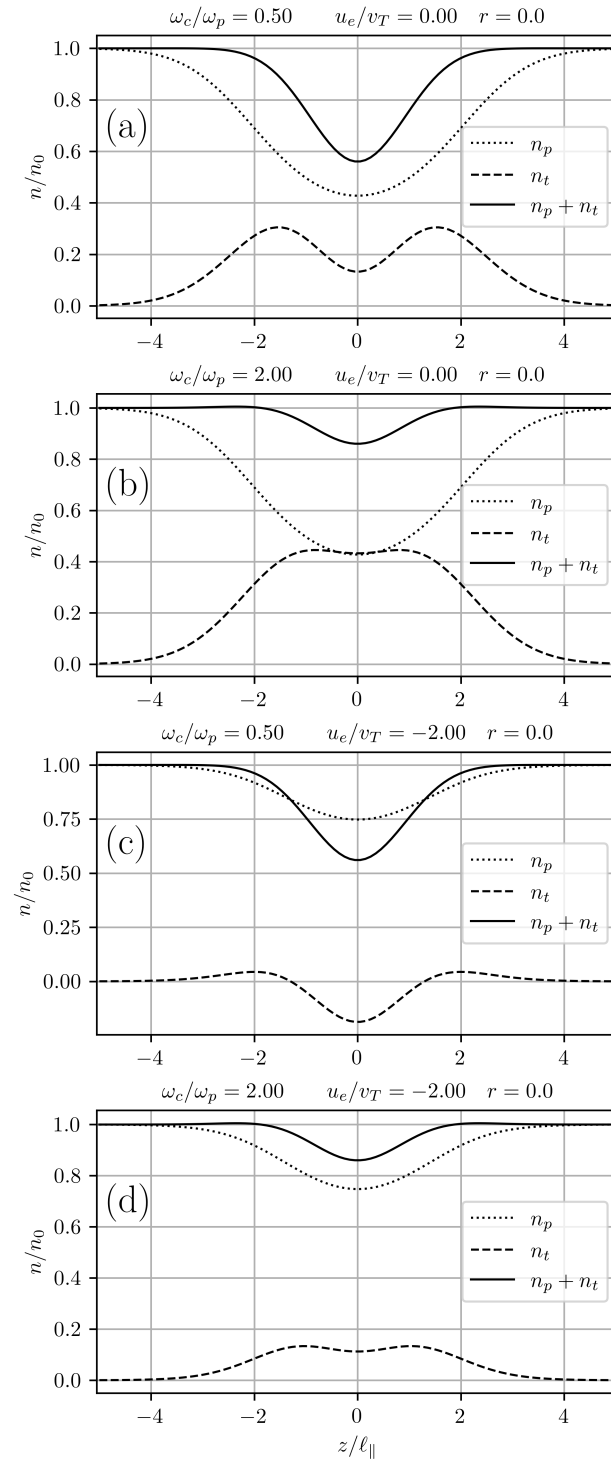 ω_c/ω_p = 0.50 u_e/v_T = 0.00 r = 0.0
1.0
0.8
0.6
0.4
0.2
0.0
n/n_0
(a)
n_p
n_t
n_p + n_t
−4 −2 0 2 4
ω_c/ω_p = 2.00 u_e/v_T = 0.00 r = 0.0
1.0
0.8
0.6
0.4
0.2
0.0
n/n_0
(b)
n_p
n_t
n_p + n_t
−4 −2 0 2 4
ω_c/ω_p = 0.50 u_e/v_T = −2.00 r = 0.0
1.00
0.75
0.50
0.25
0.00
n/n_0
(c)
n_p
n_t
n_p + n_t
−4 −2 0 2 4
ω_c/ω_p = 2.00 u_e/v_T = −2.00 r = 0.0
1.0
0.8
0.6
0.4
0.2
0.0
n/n_0
(d)
n_p
n_t
n_p + n_t
−4 −2 0 2 4
z/ℓ_∥